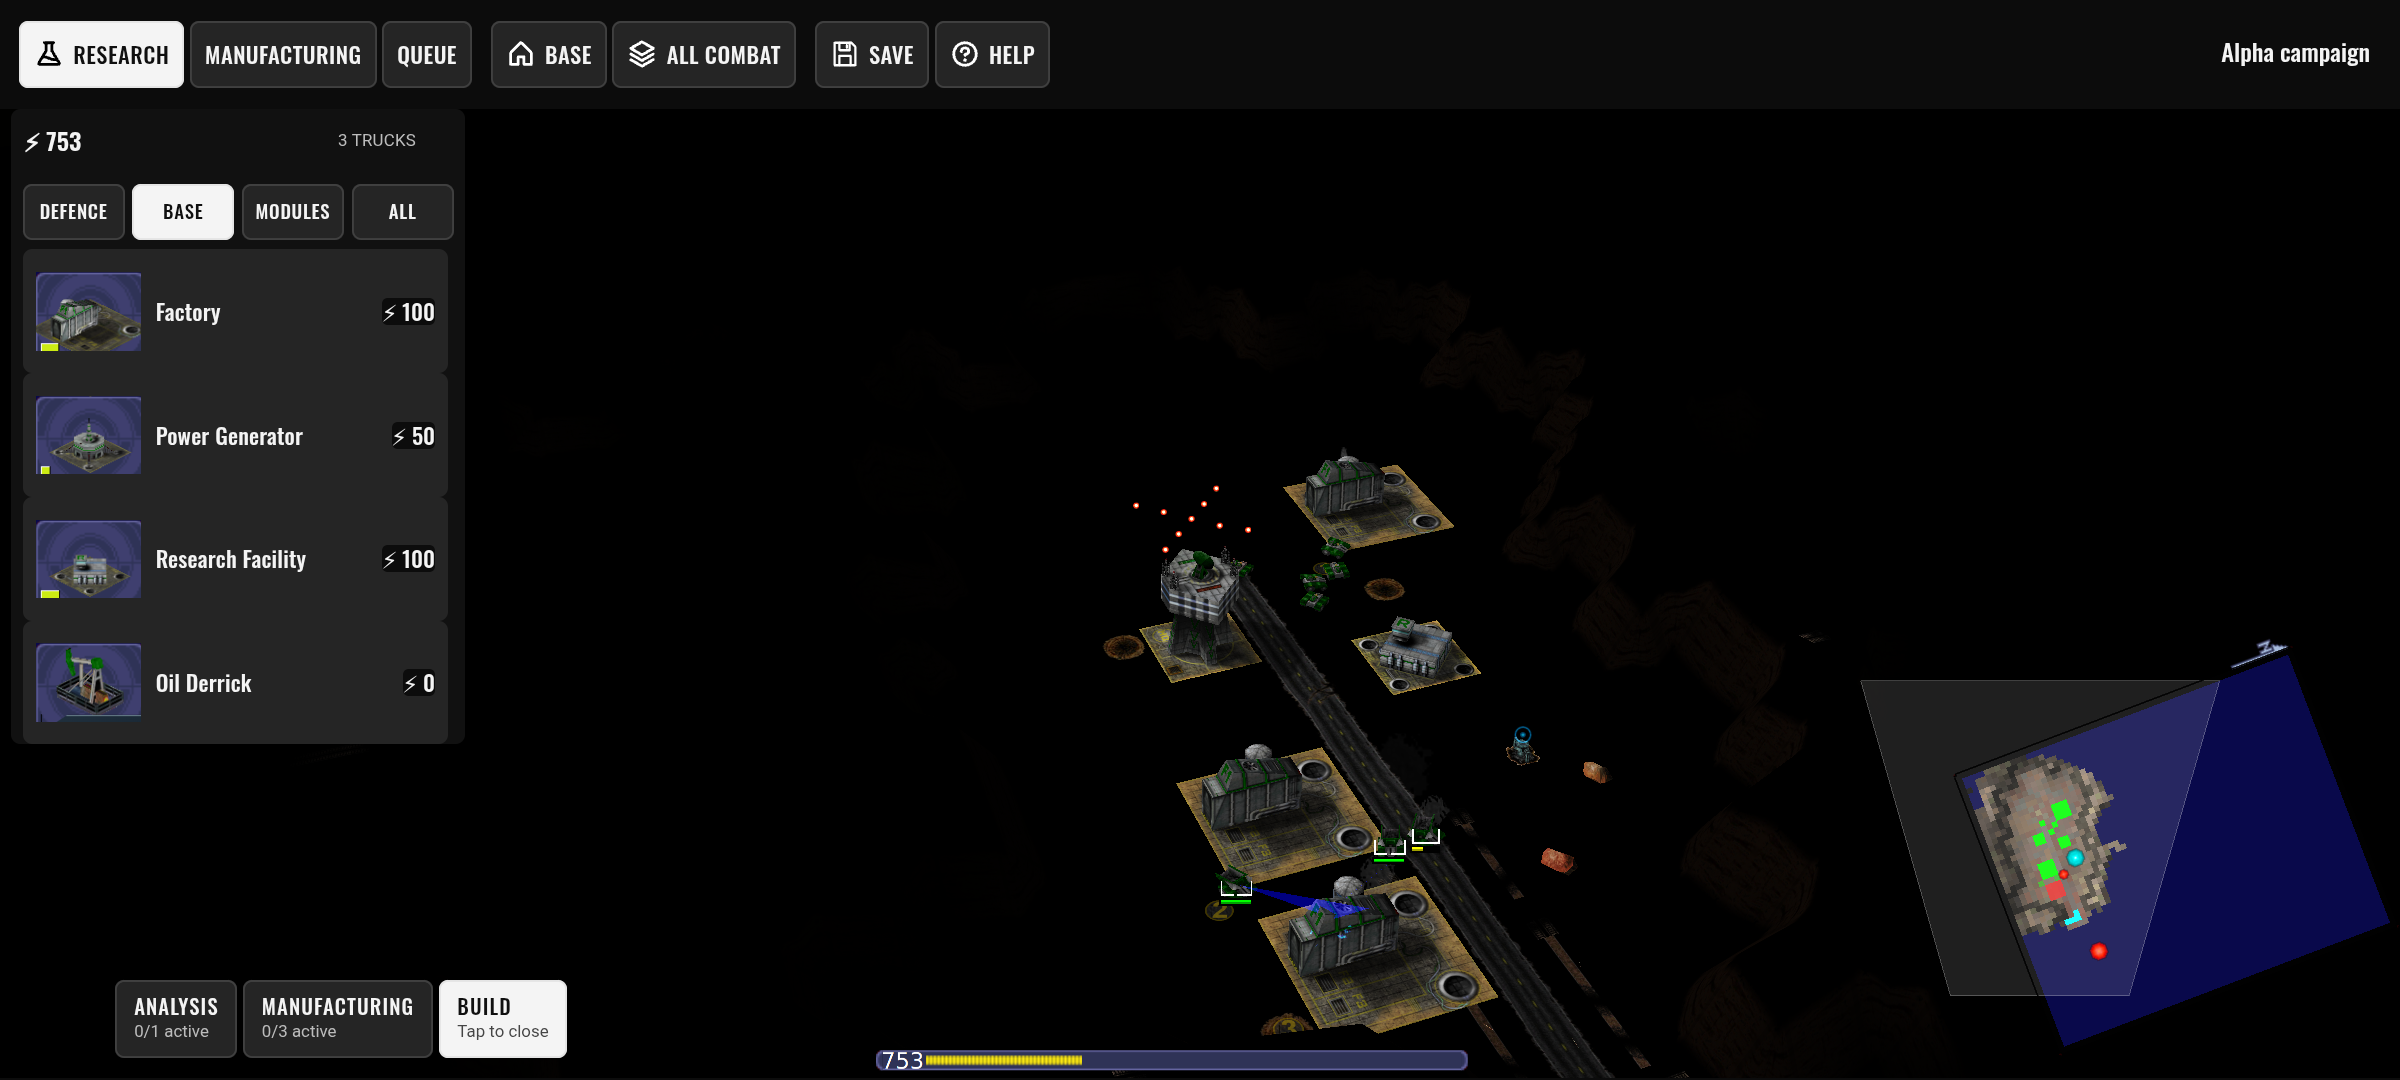 RESEARCH
MANUFACTURING
QUEUE
BASE
ALL COMBAT
SAVE
HELP
Alpha campaign
753
3 TRUCKS
DEFENCE
BASE
MODULES
ALL
Factory
100
Power Generator
50
Research Facility
100
Oil Derrick
0
N
2
3
ANALYSIS
0/1 active
MANUFACTURING
0/3 active
BUILD
Tap to close
753